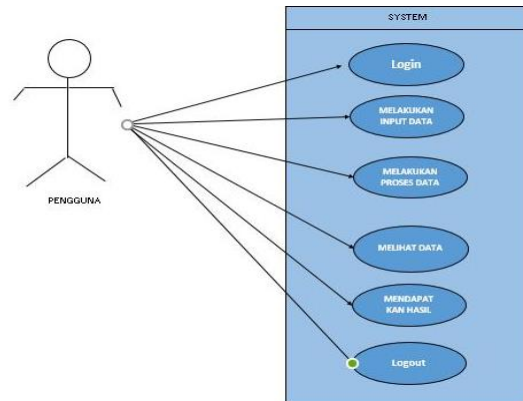 SYSTEM
Login
MELAKUKAN
INPUT DATA
MELAKUKAN
PROSES DATA
PENGGUNA
MELIHAT DATA
MENDAPAT
KAN HASIL
Logout